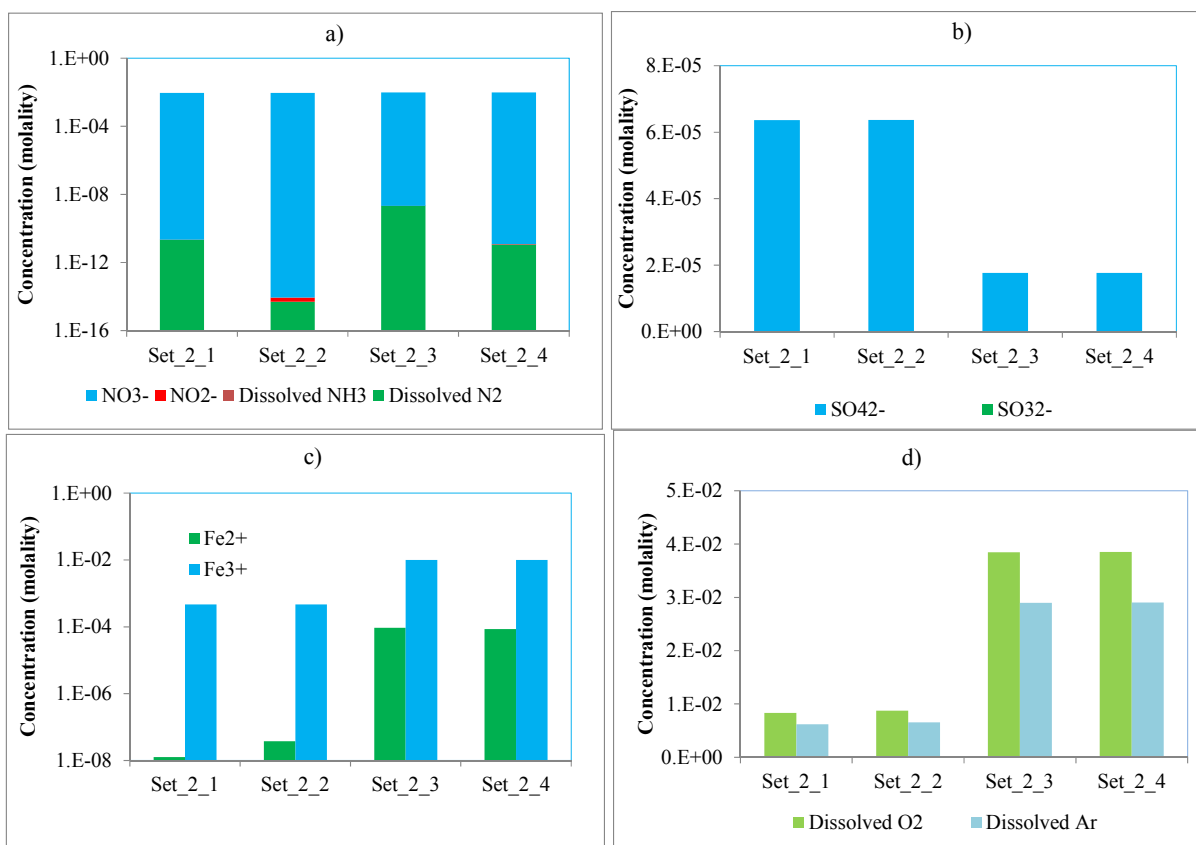 a)
Concentration (molality)
1.E+00
1.E-04
1.E-08
1.E-12
1.E-16
Set_2_1 Set_2_2 Set_2_3 Set_2_4
NO3- NO2- Dissolved NH3 Dissolved N2
b)
Concentration (molality)
8.E-05
6.E-05
4.E-05
2.E-05
0.E+00
Set_2_1 Set_2_2 Set_2_3 Set_2_4
SO42- SO32-
c)
Concentration (molality)
1.E+00
1.E-02
1.E-04
1.E-06
1.E-08
Fe2+
Fe3+
Set_2_1 Set_2_2 Set_2_3 Set_2_4
d)
Concentration (molality)
5.E-02
4.E-02
3.E-02
2.E-02
1.E-02
0.E+00
Set_2_1 Set_2_2 Set_2_3 Set_2_4
Dissolved O2 Dissolved Ar